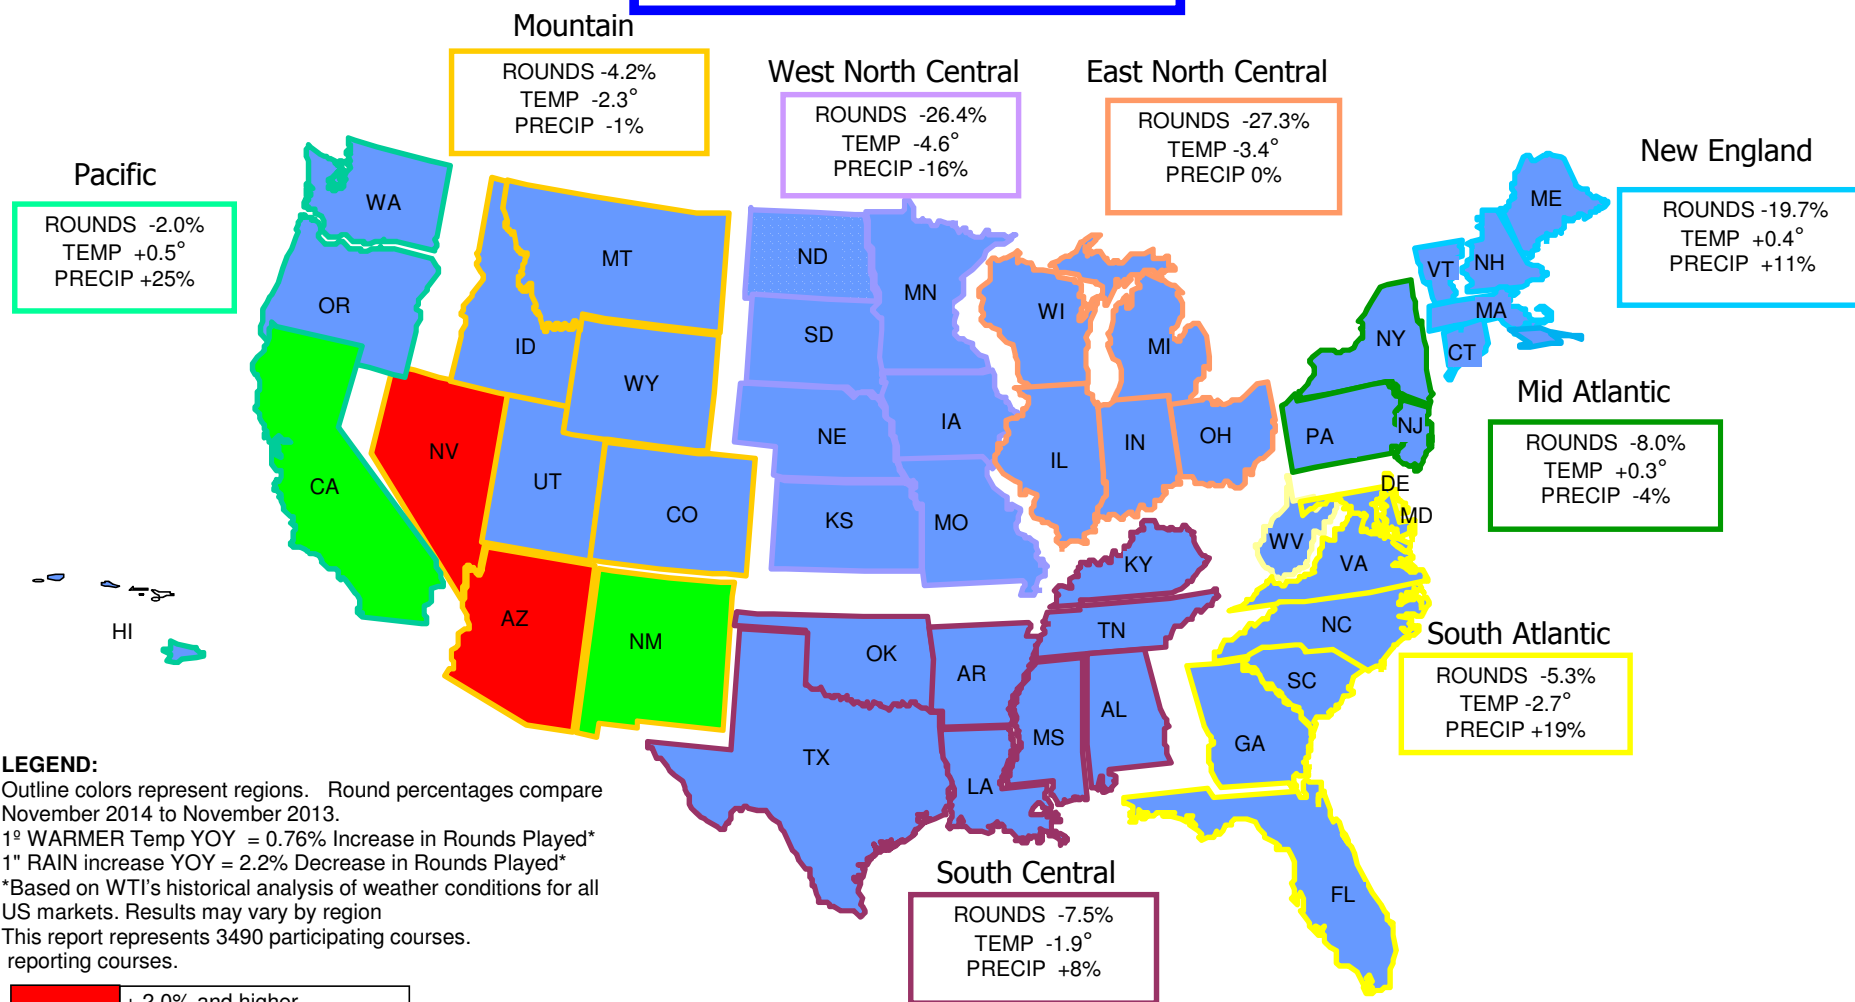 Mountain
ROUNDS -4.2%
TEMP -2.3°
PRECIP -1%
West North Central
ROUNDS -26.4%
TEMP -4.6°
PRECIP -16%
East North Central
ROUNDS -27.3%
TEMP -3.4°
PRECIP 0%
New England
ROUNDS -19.7%
TEMP +0.4°
PRECIP +11%
Pacific
ROUNDS -2.0%
TEMP +0.5°
PRECIP +25%
Mid Atlantic
ROUNDS -8.0%
TEMP +0.3°
PRECIP -4%
South Atlantic
ROUNDS -5.3%
TEMP -2.7°
PRECIP +19%
South Central
ROUNDS -7.5%
TEMP -1.9°
PRECIP +8%
WA
OR
CA
HI
MT
ID
WY
NV
UT
CO
AZ
NM
ND
MN
SD
NE
IA
KS
MO
WI
MI
IL
IN
OH
ME
VT
NH
MA
CT
NY
PA
NJ
DE
MD
WV
VA
NC
SC
GA
FL
KY
TN
OK
AR
TX
LA
MS
AL
LEGEND:
Outline colors represent regions. Round percentages compare
November 2014 to November 2013.
1º WARMER Temp YOY = 0.76% Increase in Rounds Played*
1" RAIN increase YOY = 2.2% Decrease in Rounds Played*
*Based on WTI's historical analysis of weather conditions for all
US markets. Results may vary by region
This report represents 3490 participating courses.
reporting courses.
+ 2.0% and higher